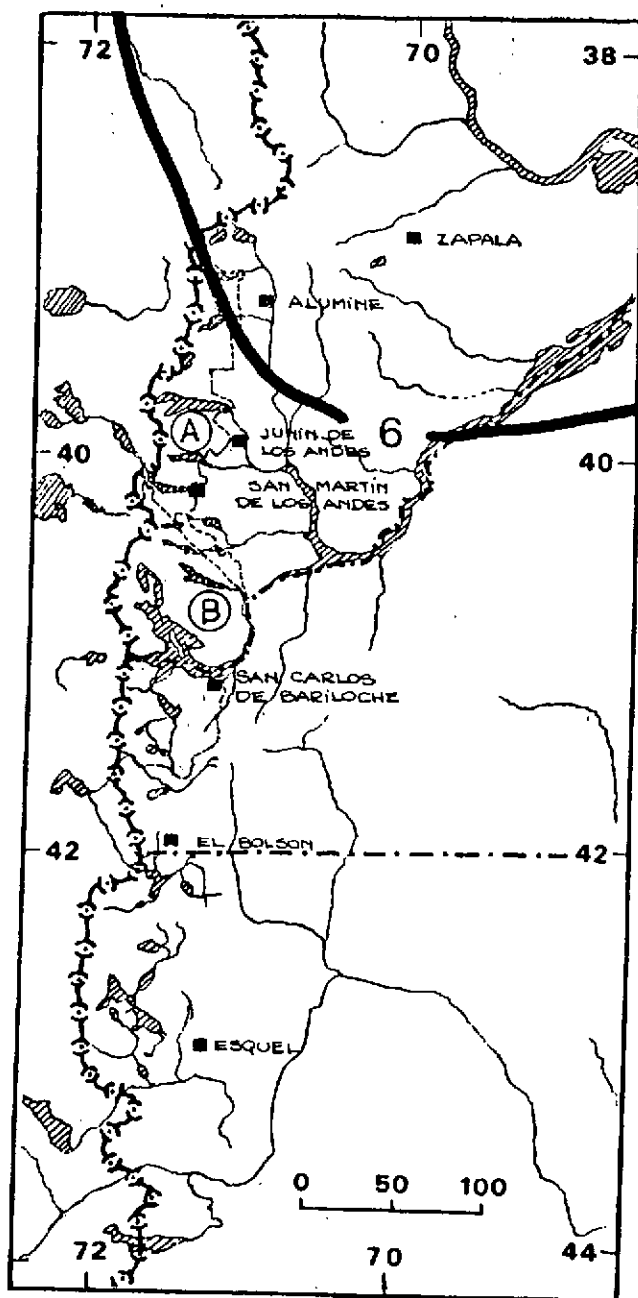 72
70
38
ZAPALA
ALUMINE
A
JUNIN DE
LOS ANDES
6
40
40
SAN MARTIN
DE LOS ANDES
B
SAN CARLOS
DE BARILOCHE
42
EL BOLSON
42
ESQUEL
0 50 100
72
70
44